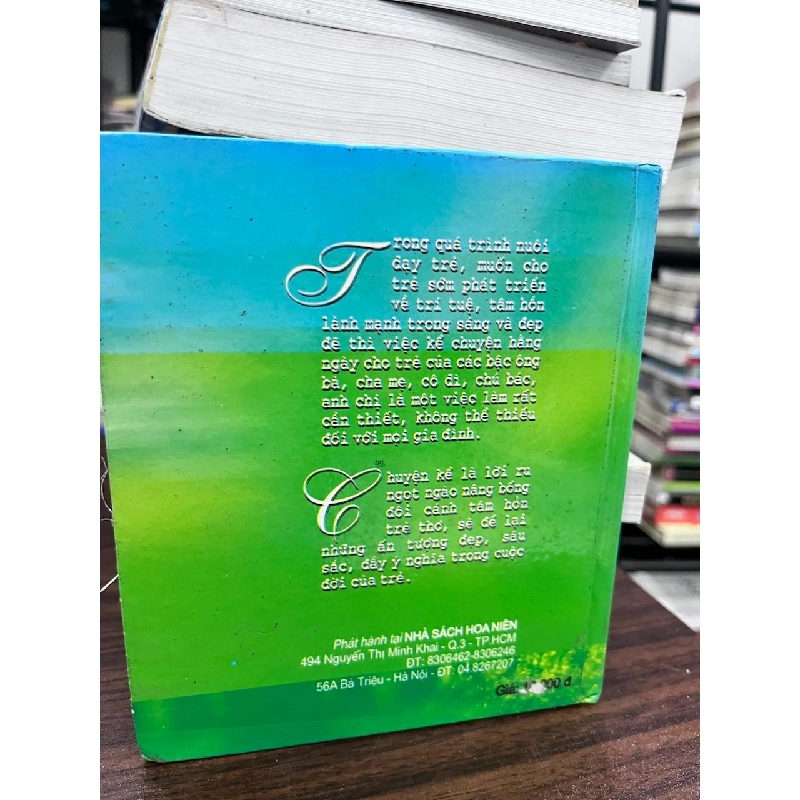 Trong quá trình nuôi
dạy trẻ, muốn cho
trẻ sớm phát triển
về trí tuệ, tâm hồn
lành mạnh trong sáng và đẹp
đẽ thì việc kể chuyện hằng
ngày cho trẻ của các bậc ông
bà, cha mẹ, cô dì, chú bác,
anh chị là một việc làm rất
cần thiết, không thể thiếu
đối với mọi gia đình.
Chuyện kể là lời ru
ngọt ngào nâng bổng
đôi cánh tâm hồn
trẻ thơ, sẽ để lại
những ấn tượng đẹp, sâu
sắc, đầy ý nghĩa trong cuộc
đời của trẻ.
Phát hành tại NHÀ SÁCH HOA NIÊN
494 Nguyễn Thị Minh Khai - Q.3 - TP.HCM
ĐT: 8306462-8306246
56A Bà Triệu - Hà Nội - ĐT: 04 8267207
Giá: 000 đ